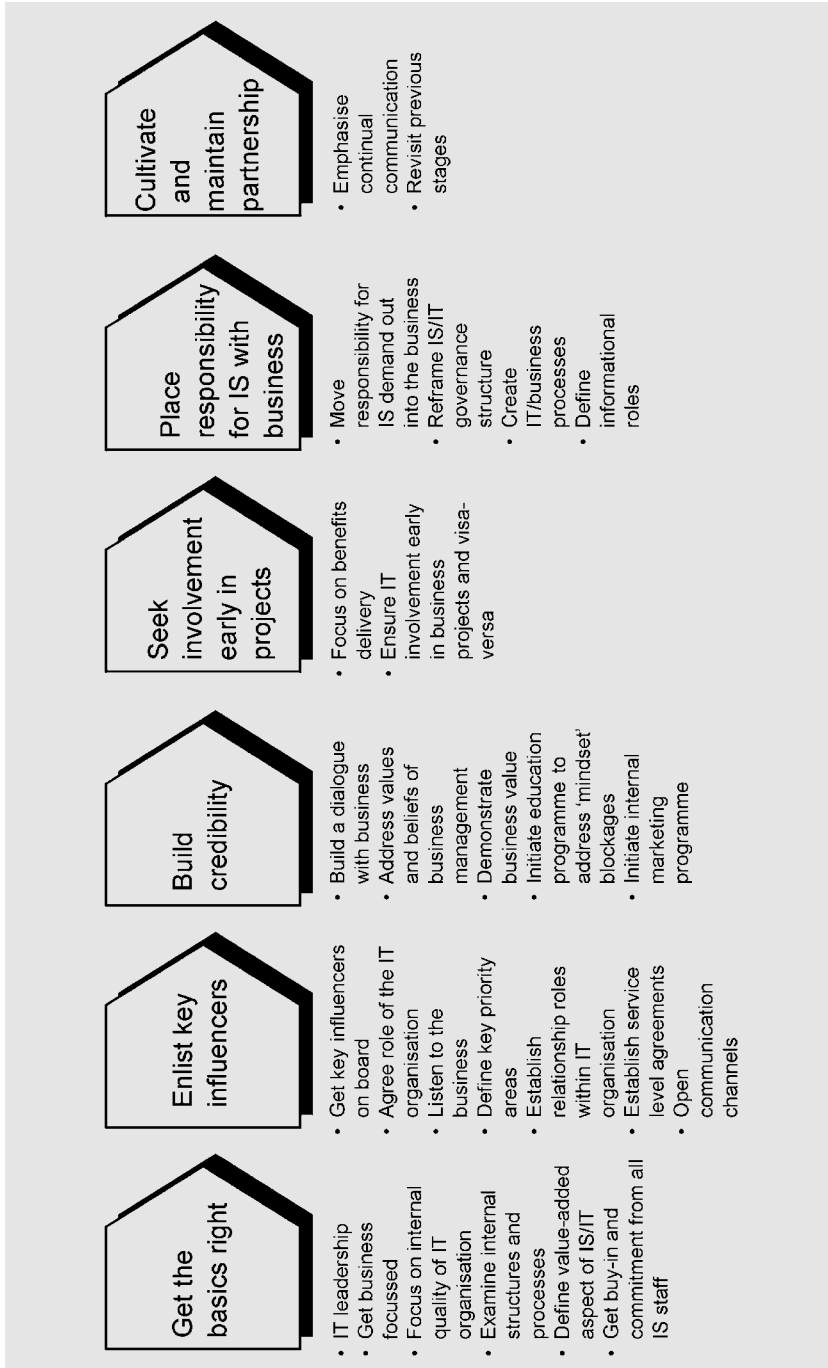 Get the
basics right
• IT leadership
• Get business
focussed
• Focus on internal
quality of IT
organisation
• Examine internal
structures and
processes
• Define value-added
aspect of IS/IT
• Get buy-in and
commitment from all
IS staff
Enlist key
influencers
• Get key influencers
on board
• Agree role of the IT
organisation
• Listen to the
business
• Define key priority
areas
• Establish
relationship roles
within IT
organisation
• Establish service
level agreements
• Open
communication
channels
Build
credibility
• Build a dialogue
with business
• Address values
and beliefs of
business
management
• Demonstrate
business value
• Initiate education
programme to
address ‘mindset’
blockages
• Initiate internal
marketing
programme
Seek
involvement
early in
projects
• Focus on benefits
delivery
• Ensure IT
involvement early
in business
projects and visa-
versa
Place
responsibility
for IS with
business
• Move
responsibility for
IS demand out
into the business
• Reframe IS/IT
governance
structure
• Create
IT/business
processes
• Define
informational
roles
Cultivate
and
maintain
partnership
• Emphasise
continual
communication
• Revisit previous
stages